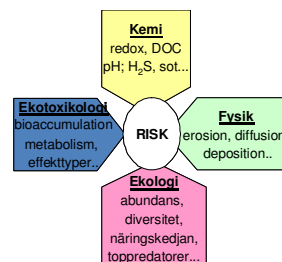 Kemi
redox, DOC
pH; H₂S, sot...
Ekotoxikologi
bioaccumulation
metabolism,
effekttyper..
RISK
Fysik
erosion, diffusion
deposition..
Ekologi
abundans,
diversitet,
näringskedjan,
toppredatorer...